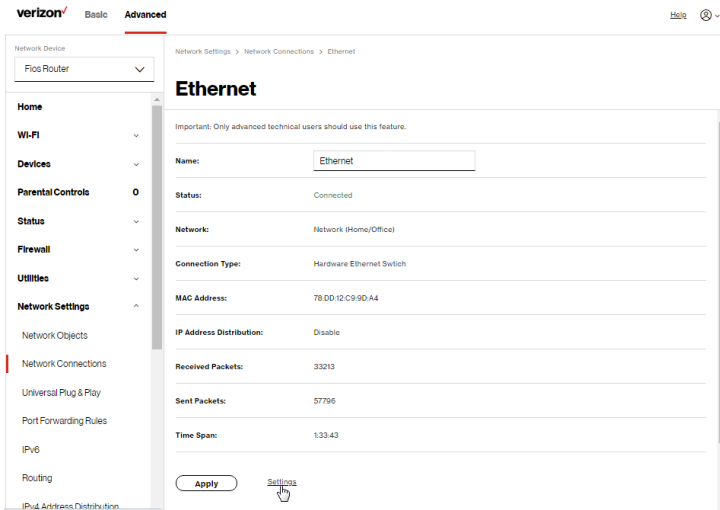 verizon✓ Basic Advanced Help
Network Device
Fios Router
Home
Wi-Fi
Devices
Parental Controls 0
Status
Firewall
Utilities
Network Settings
Network Objects
Network Connections
Universal Plug & Play
Port Forwarding Rules
IPv6
Routing
IPv4 Address Distribution
Network Settings > Network Connections > Ethernet
Ethernet
Important: Only advanced technical users should use this feature.
Name: Ethernet
Status: Connected
Network: Network (Home/Office)
Connection Type: Hardware Ethernet Swtich
MAC Address: 78:DD:12:C9:9D:A4
IP Address Distribution: Disable
Received Packets: 33213
Sent Packets: 57796
Time Span: 1:33:43
Apply Settings